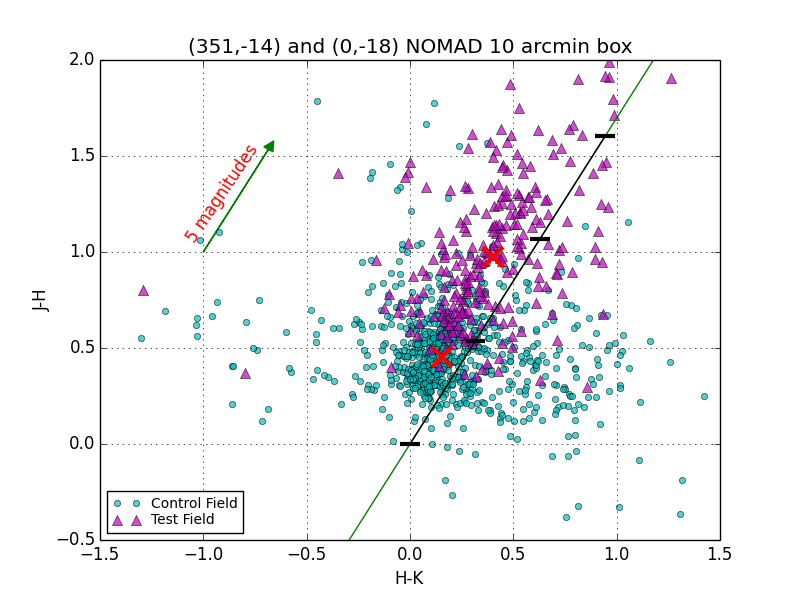 (351,-14) and (0,-18) NOMAD 10 arcmin box
2.0
1.5
1.0
0.5
0.0
−0.5
J-H
5 magnitudes
Control Field
Test Field
−1.5
−1.0
−0.5
0.0
0.5
1.0
1.5
H-K